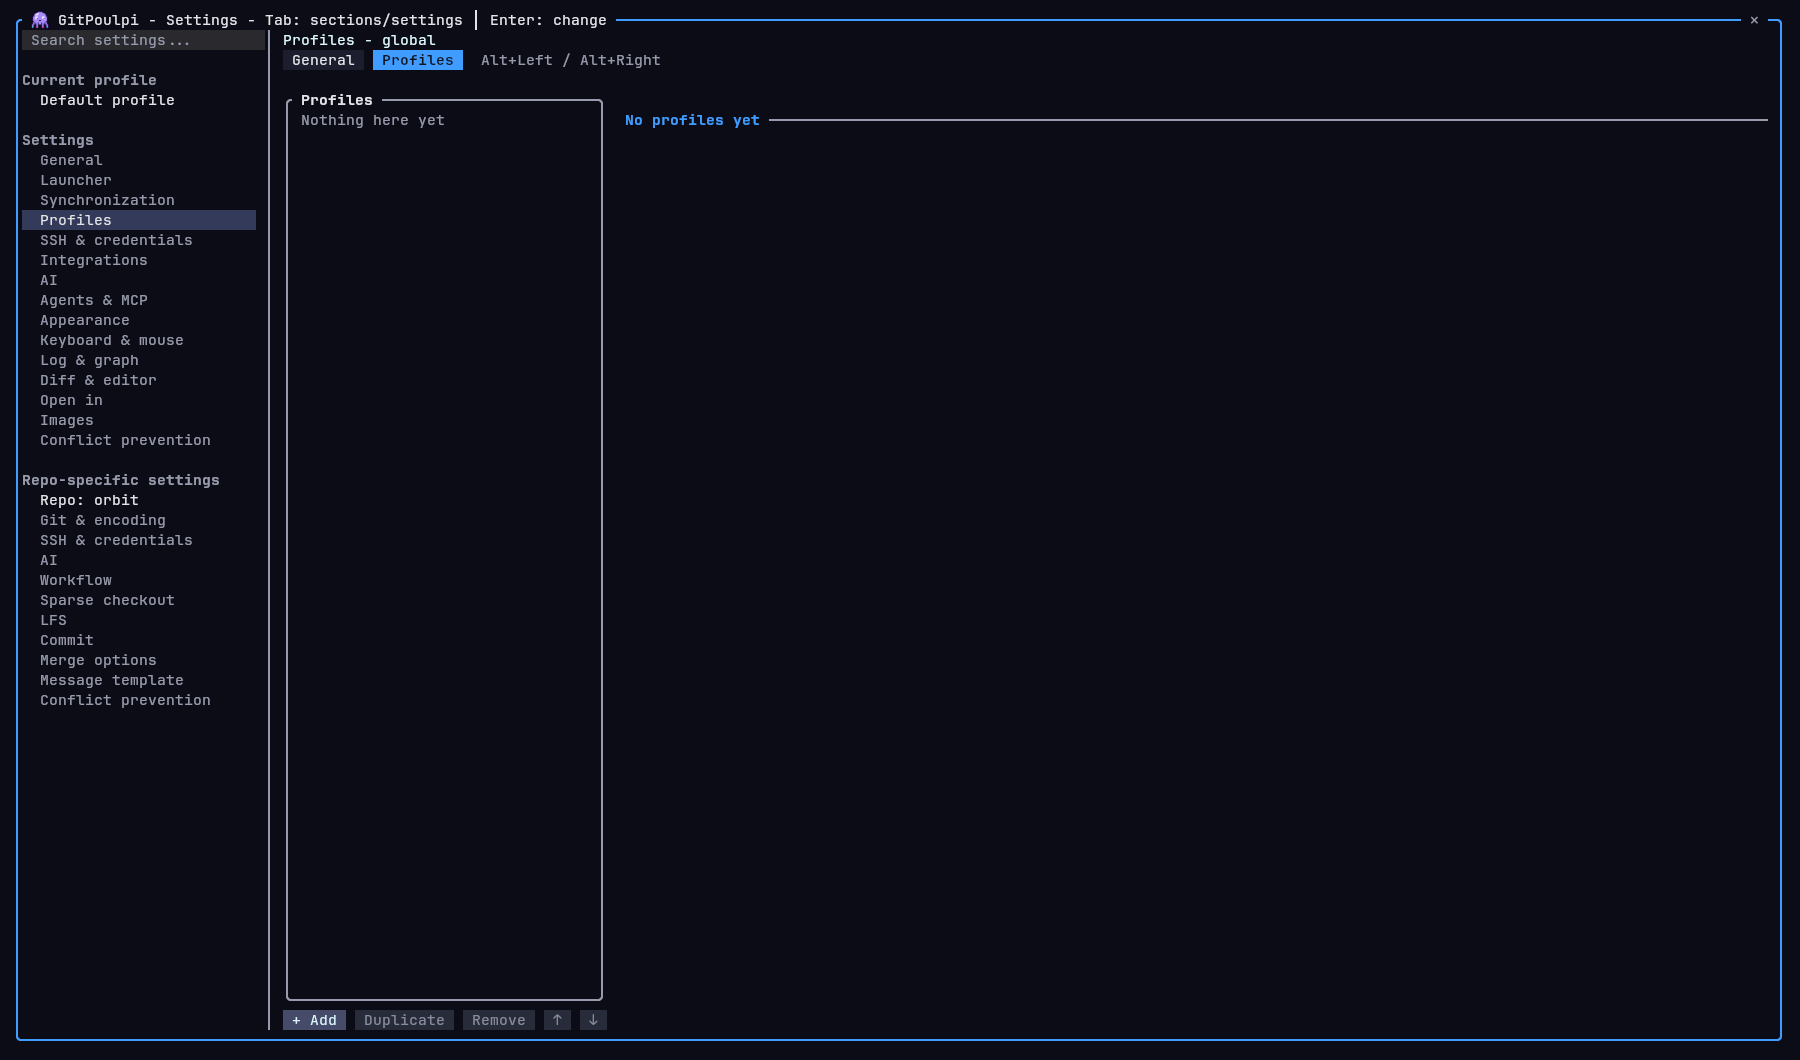 GitPoulpi - Settings - Tab: sections/settings │ Enter: change ×
Search settings...
Current profile
Default profile
Settings
General
Launcher
Synchronization
Profiles
SSH & credentials
Integrations
AI
Agents & MCP
Appearance
Keyboard & mouse
Log & graph
Diff & editor
Open in
Images
Conflict prevention
Repo-specific settings
Repo: orbit
Git & encoding
SSH & credentials
AI
Workflow
Sparse checkout
LFS
Commit
Merge options
Message template
Conflict prevention
Profiles - global
General Profiles Alt+Left / Alt+Right
Profiles
Nothing here yet
No profiles yet
+ Add Duplicate Remove ↑ ↓